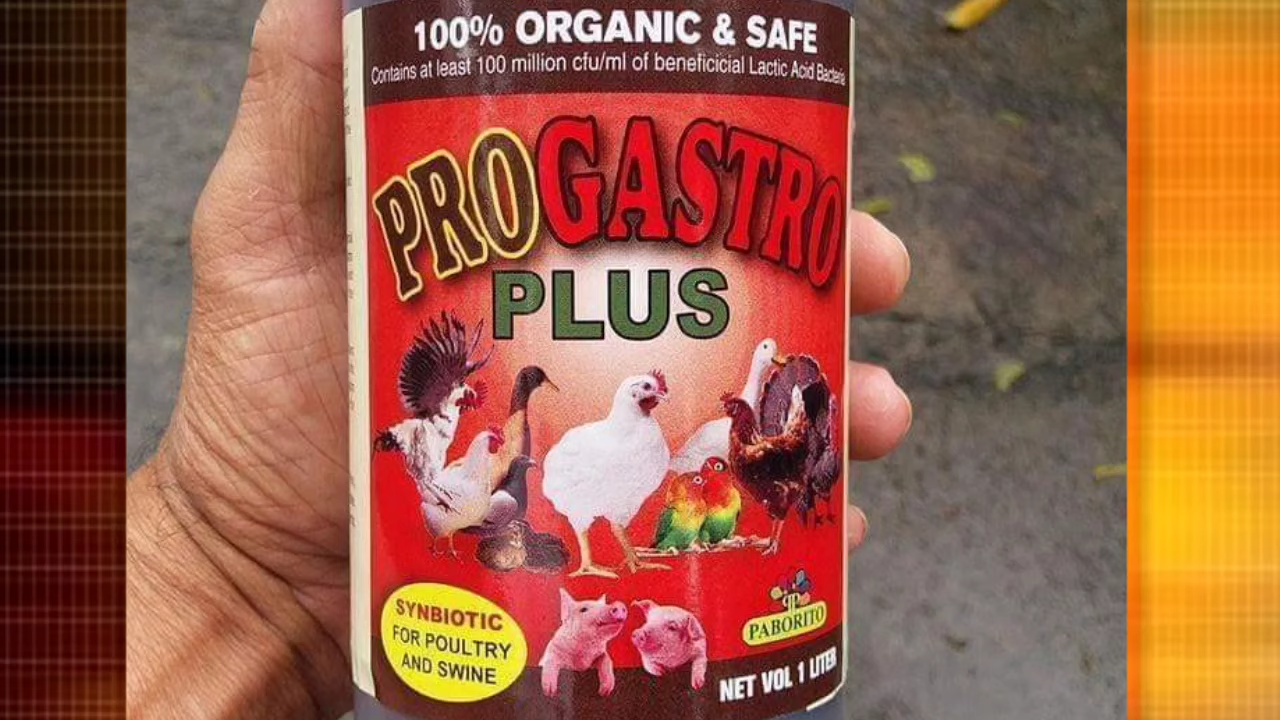 100% ORGANIC & SAFE
Contains at least 100 million cfu/ml of beneficicial Lactic Acid Bacteria
PROGASTRO
PLUS
SYNBIOTIC
FOR POULTRY
AND SWINE
PABORITO
NET VOL 1 LITER